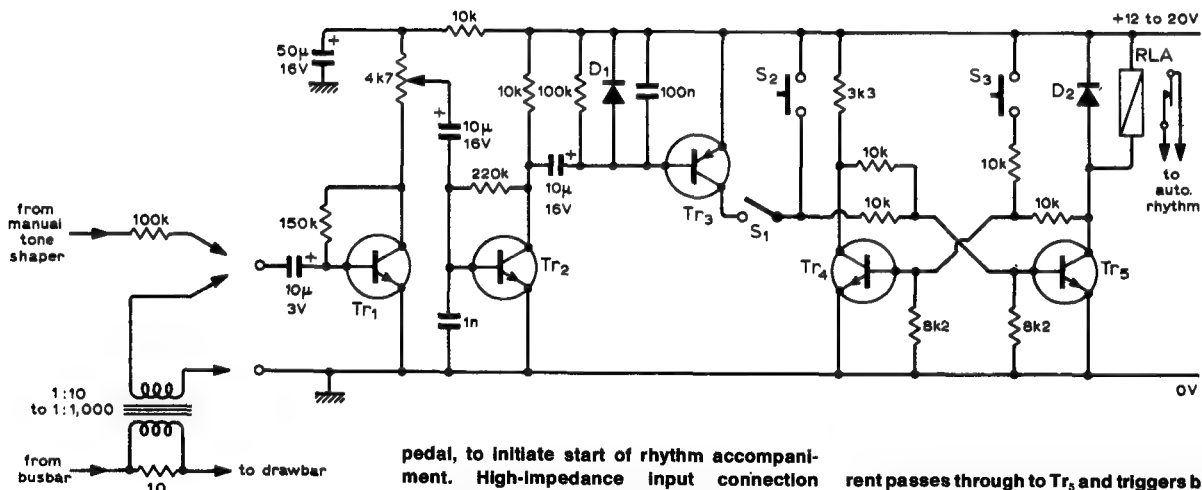 10k
+12 to 20V
50μ
16V
+
4k7
10k
100k
D1
100n
S2
3k3
S3
D2
RLA
10μ
16V
+
220k
10μ
16V
+
Tr3
S1
10k
10k
10k
10k
to
auto.
rhythm
from
manual
tone
shaper
100k
150k
10μ
3V
+
Tr1
Tr2
1n
Tr4
8k2
8k2
Tr5
1:10
to 1:1,000
0V
from
busbar
10
to drawbar
pedal, to initiate start of rhythm accompani-
ment. High-impedance input connection
rent passes through to Tr5 and triggers b